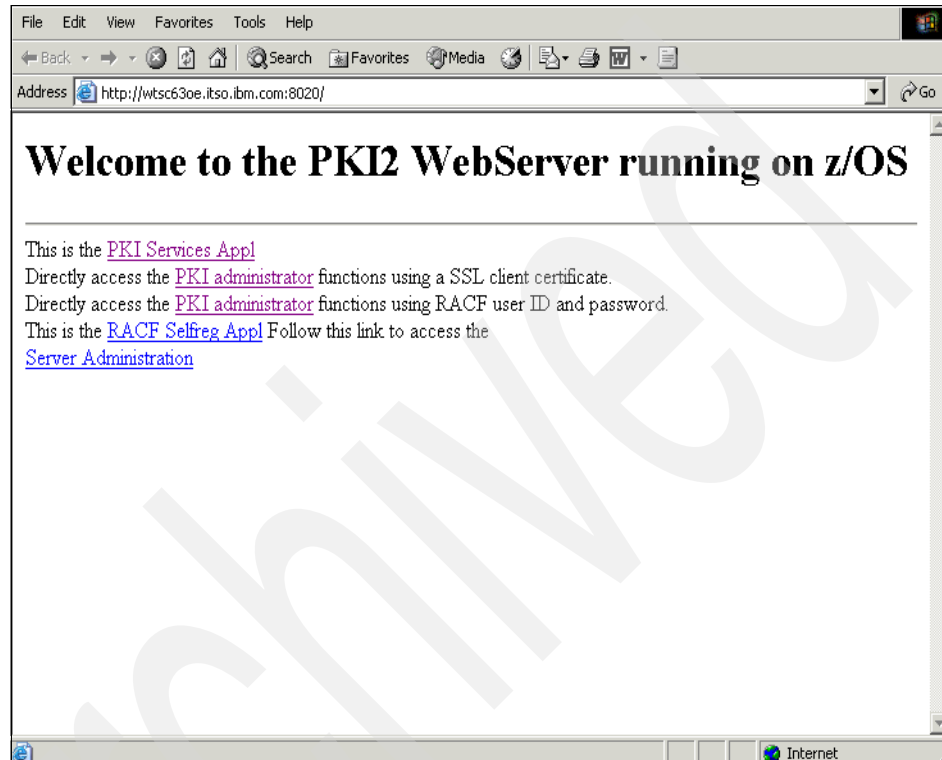 File Edit View Favorites Tools Help
Back Search Favorites Media
Address http://wtsc63oe.itso.ibm.com:8020/ Go
Welcome to the PKI2 WebServer running on z/OS
This is the PKI Services Appl
Directly access the PKI administrator functions using a SSL client certificate.
Directly access the PKI administrator functions using RACF user ID and password.
This is the RACF Selfreg Appl Follow this link to access the
Server Administration
Internet